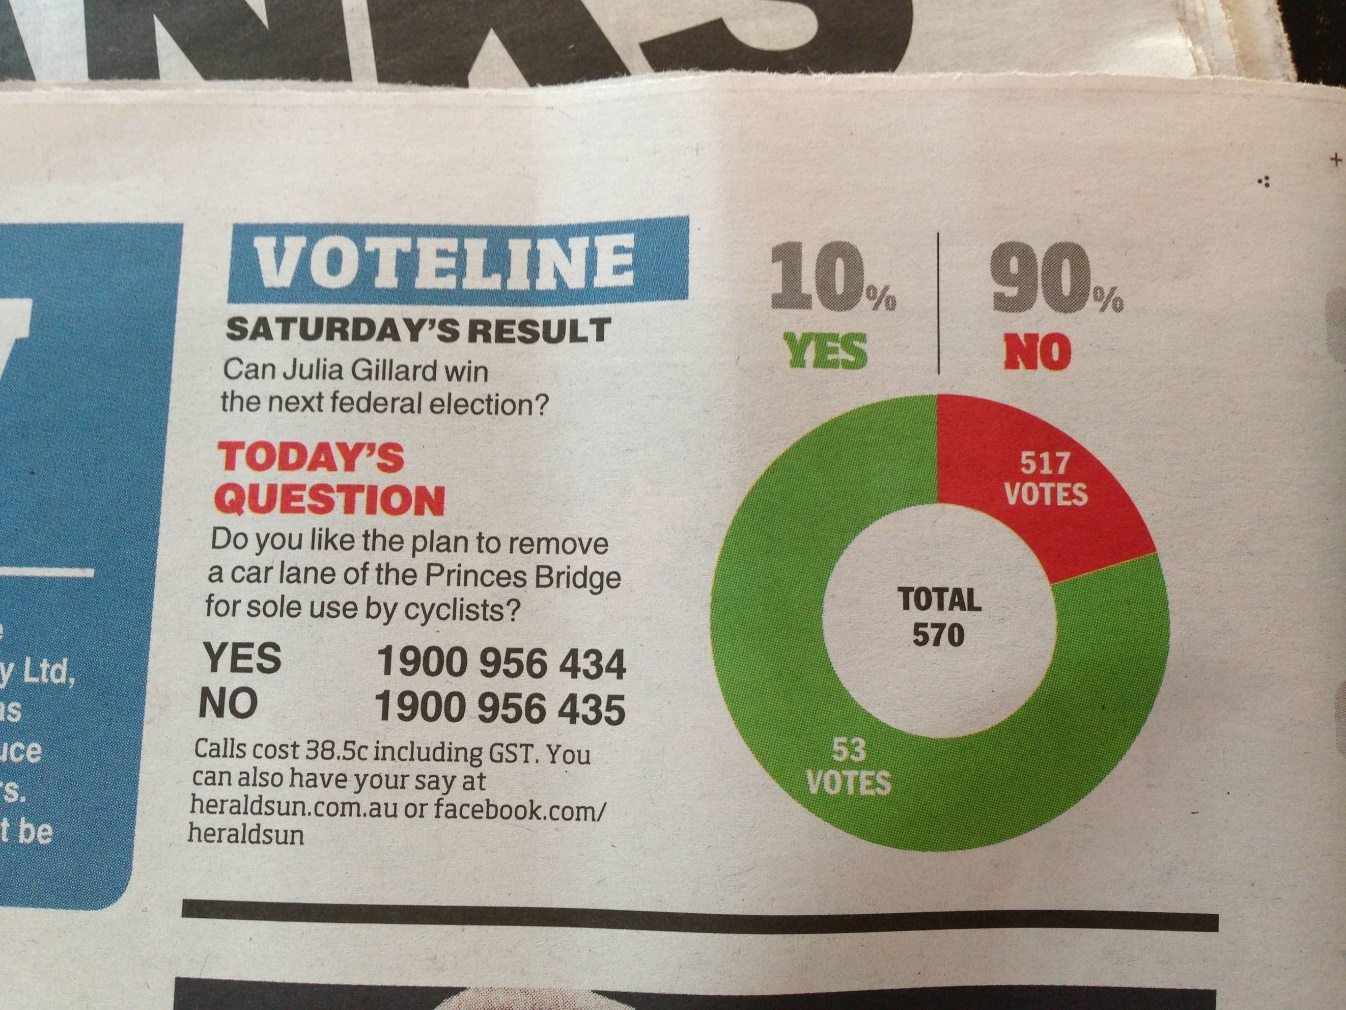 VOTELINE
SATURDAY'S RESULT
Can Julia Gillard win
the next federal election?
TODAY'S
QUESTION
Do you like the plan to remove
a car lane of the Princes Bridge
for sole use by cyclists?
YES 1900 956 434
NO 1900 956 435
Calls cost 38.5c including GST. You
can also have your say at
heraldsun.com.au or facebook.com/
heraldsun
10% 90%
YES NO
517
VOTES
TOTAL
570
53
VOTES
y Ltd,
t be